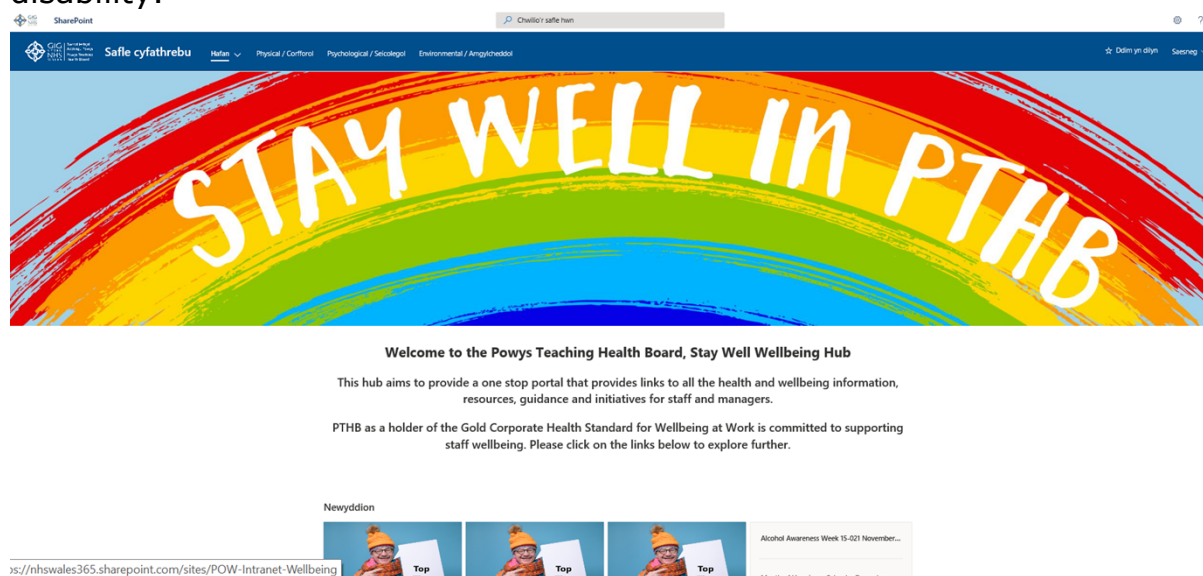 disability.
GIG
NHS
SharePoint
Chwilio'r safle hwn
?
GIG
NHS
Safle cyfathrebu
Hafan
Physical / Corfforol
Psychological / Seicolegol
Environmental / Amgylcheddol
Ddim yn dilyn
Saesneg
STAY WELL IN PTHB
Welcome to the Powys Teaching Health Board, Stay Well Wellbeing Hub
This hub aims to provide a one stop portal that provides links to all the health and wellbeing information,
resources, guidance and initiatives for staff and managers.
PTHB as a holder of the Gold Corporate Health Standard for Wellbeing at Work is committed to supporting
staff wellbeing. Please click on the links below to explore further.
Newyddion
Top
Top
Top
Alcohol Awareness Week 15-021 November...
ps://nhswales365.sharepoint.com/sites/POW-Intranet-Wellbeing